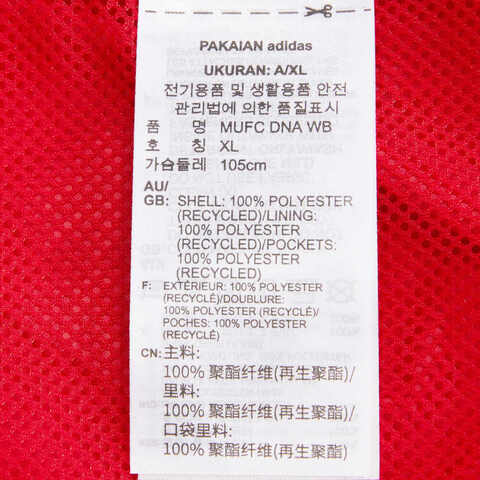 PAKAIAN adidas
UKURAN: A/XL
전기용품 및 생활용품 안전
관리법에 의한 품질표시
품 명 MUFC DNA WB
호 칭 XL
가슴둘레 105cm
AU/
GB: SHELL: 100% POLYESTER
(RECYCLED)/LINING:
100% POLYESTER
(RECYCLED)/POCKETS:
100% POLYESTER
(RECYCLED)
F: EXTÉRIEUR: 100% POLYESTER
(RECYCLÉ)/DOUBLURE:
100% POLYESTER (RECYCLÉ)/
POCHES: 100% POLYESTER
(RECYCLÉ)
CN: 主料:
100% 聚酯纤维(再生聚酯)/
里料:
100% 聚酯纤维(再生聚酯)/
口袋里料:
100% 聚酯纤维(再生聚酯)